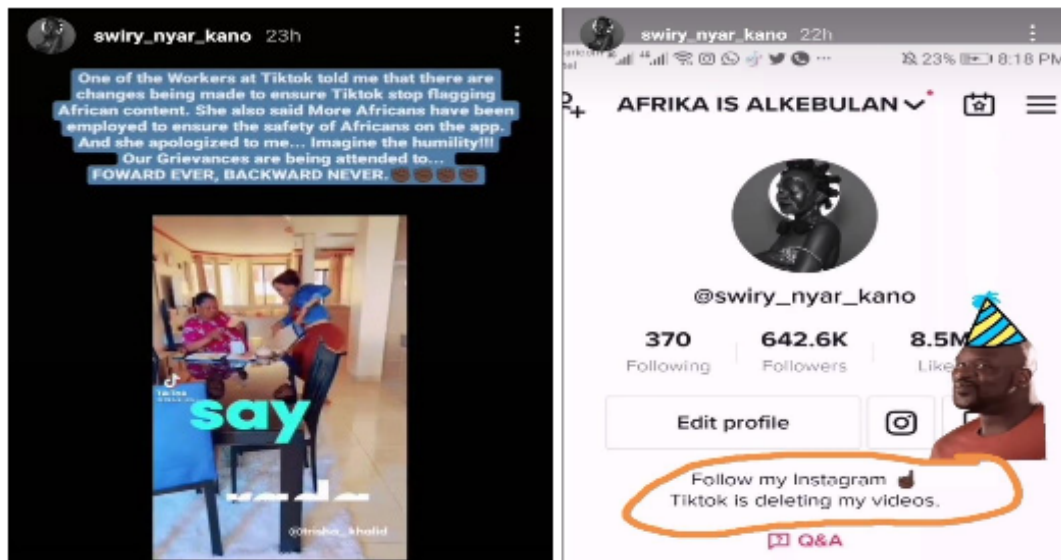 swiry_nyar_kano 23h
One of the Workers at Tiktok told me that there are
changes being made to ensure Tiktok stop flagging
African content. She also said More Africans have been
employed to ensure the safety of Africans on the app.
And she apologized to me... Imagine the humility!!!
Our Grievances are being attended to...
FOWARD EVER, BACKWARD NEVER.✊🏿✊🏿✊🏿✊🏿
TikTok
say
@trisha_khalid
swiry_nyar_kano 22h
23% 8:18 PM
AFRIKA IS ALKEBULAN
@swiry_nyar_kano
370 642.6K 8.5M
Following Followers Like
Edit profile
Follow my Instagram ☝🏿
Tiktok is deleting my videos.
Q&A